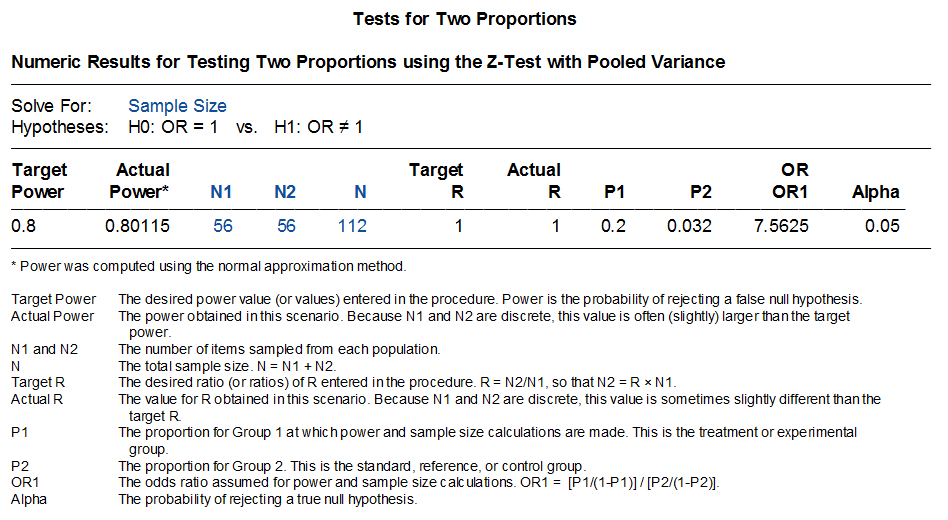 Tests for Two Proportions
Numeric Results for Testing Two Proportions using the Z-Test with Pooled Variance
Solve For: Sample Size
Hypotheses: H0: OR = 1 vs. H1: OR ≠ 1
Target Actual Target Actual OR
Power Power* N1 N2 N R R P1 P2 OR1 Alpha
0.8 0.80115 56 56 112 1 1 0.2 0.032 7.5625 0.05
* Power was computed using the normal approximation method.
Target Power The desired power value (or values) entered in the procedure. Power is the probability of rejecting a false null hypothesis.
Actual Power The power obtained in this scenario. Because N1 and N2 are discrete, this value is often (slightly) larger than the target
power.
N1 and N2 The number of items sampled from each population.
N The total sample size. N = N1 + N2.
Target R The desired ratio (or ratios) of R entered in the procedure. R = N2/N1, so that N2 = R × N1.
Actual R The value for R obtained in this scenario. Because N1 and N2 are discrete, this value is sometimes slightly different than the
target R.
P1 The proportion for Group 1 at which power and sample size calculations are made. This is the treatment or experimental
group.
P2 The proportion for Group 2. This is the standard, reference, or control group.
OR1 The odds ratio assumed for power and sample size calculations. OR1 = [P1/(1-P1)] / [P2/(1-P2)].
Alpha The probability of rejecting a true null hypothesis.